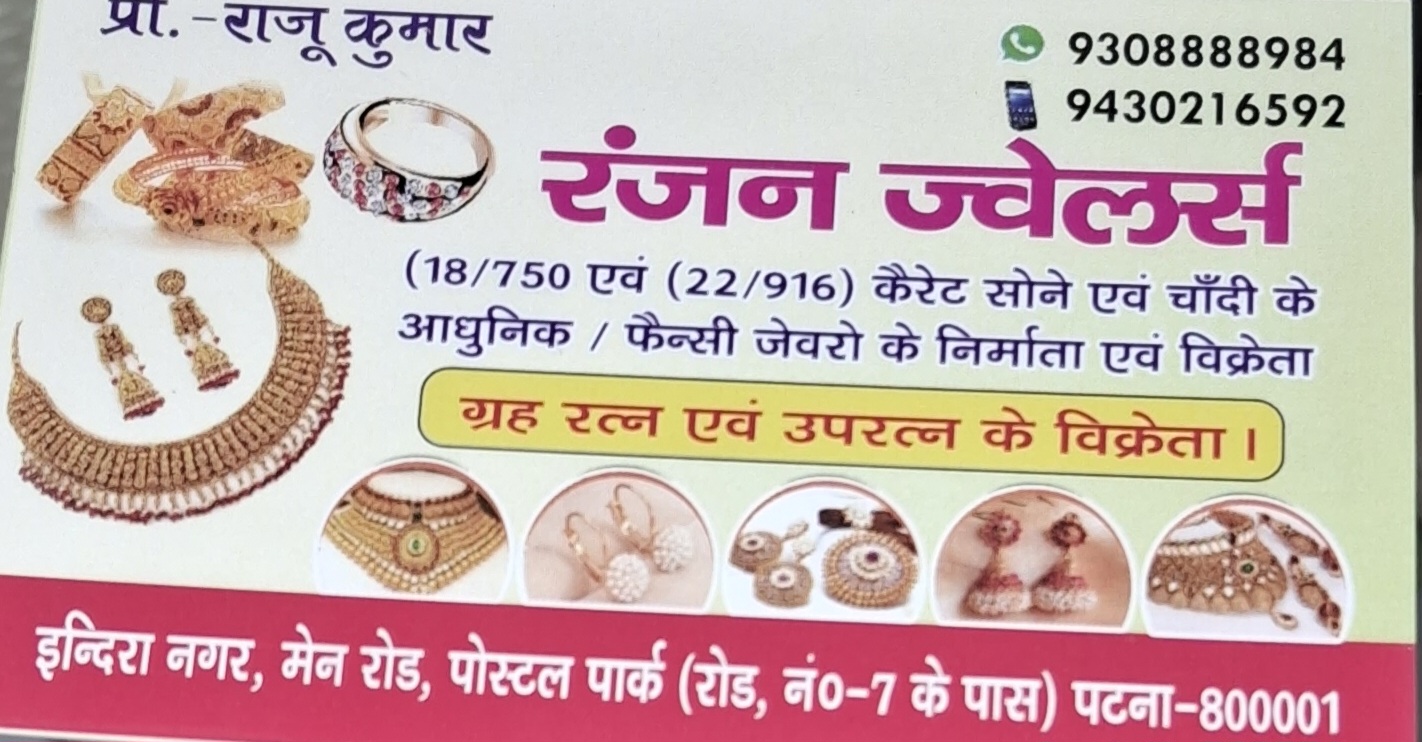 प्रो.-राजू कुमार
9308888984
9430216592
रंजन ज्वेलर्स
(18/750 एवं (22/916) कैरेट सोने एवं चाँदी के
आधुनिक / फैन्सी जेवरो के निर्माता एवं विक्रेता
ग्रह रत्न एवं उपरत्न के विक्रेता।
इन्दिरा नगर, मेन रोड, पोस्टल पार्क (रोड, नं0-7 के पास) पटना-800001